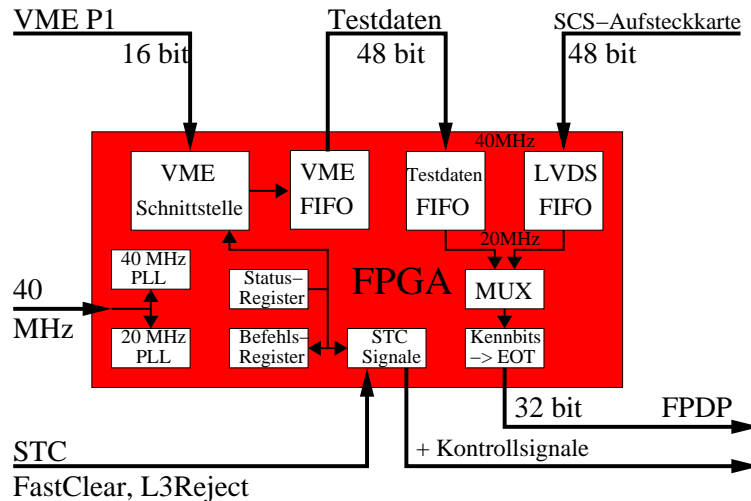 VME P1
Testdaten
SCS−Aufsteckkarte
16 bit
48 bit
48 bit
40MHz
VME
Schnittstelle
VME
FIFO
Testdaten
FIFO
LVDS
FIFO
20MHz
40 MHz
PLL
Status−
Register
FPGA
MUX
40
MHz
20 MHz
PLL
Befehls−
Register
STC
Signale
Kennbits
−> EOT
32 bit
FPDP
STC
+ Kontrollsignale
FastClear, L3Reject